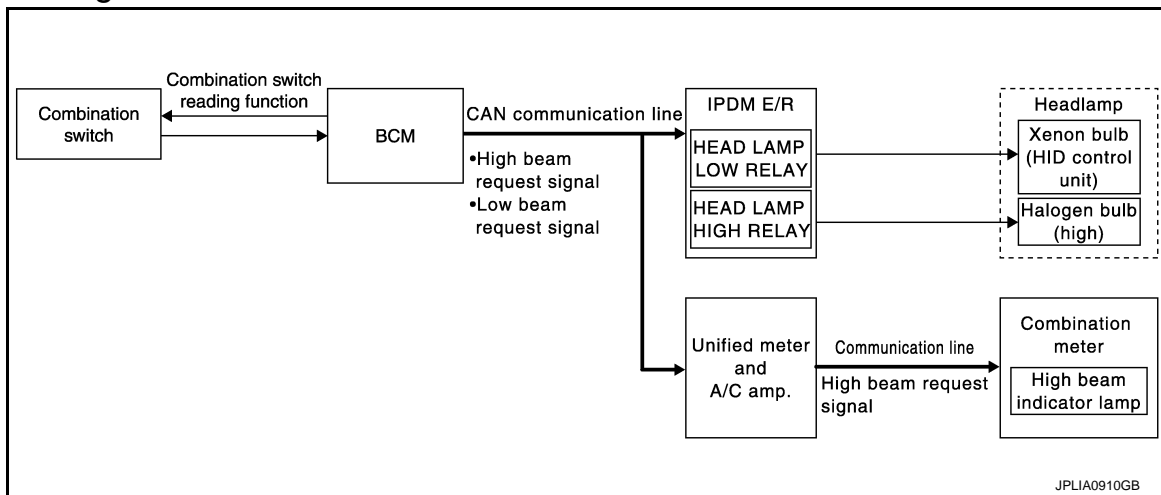 Combination
switch
Combination switch
reading function
BCM
CAN communication line
•High beam
request signal
•Low beam
request signal
IPDM E/R
HEAD LAMP
LOW RELAY
HEAD LAMP
HIGH RELAY
Headlamp
Xenon bulb
(HID control
unit)
Halogen bulb
(high)
Unified meter
and
A/C amp.
Communication line
High beam request
signal
Combination
meter
High beam
indicator lamp
JPLIA0910GB